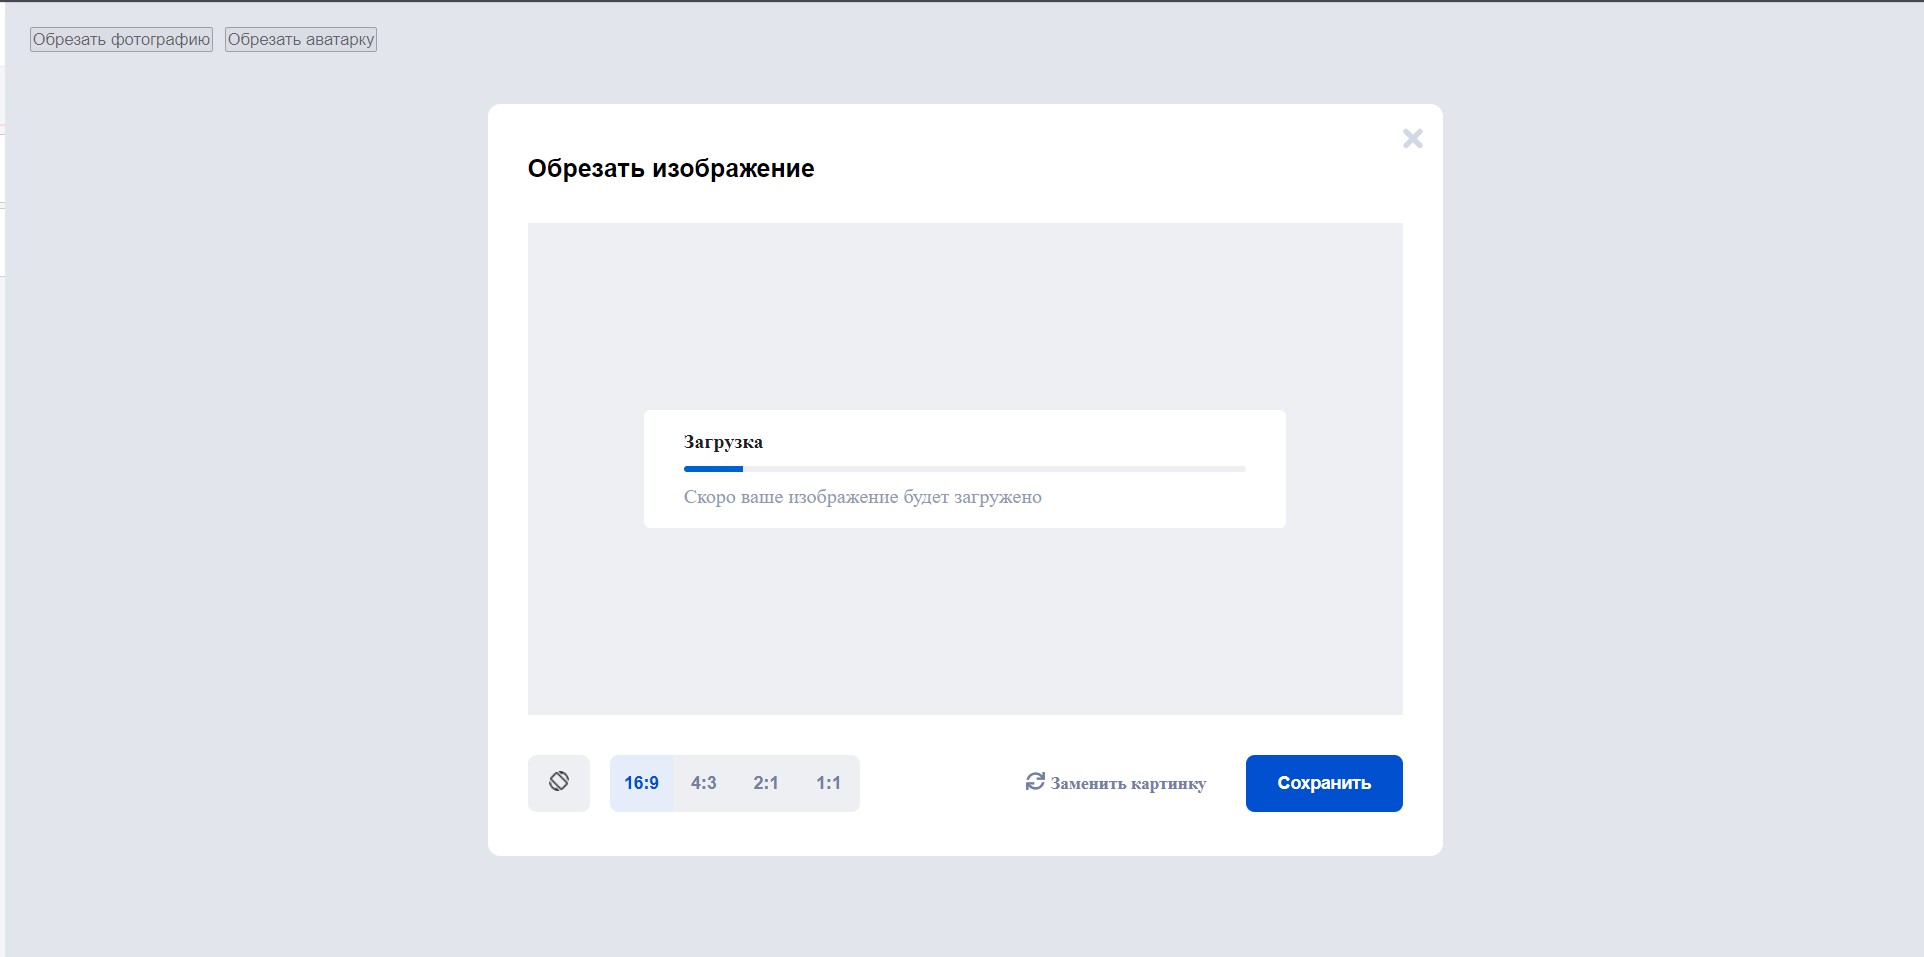 Обрезать фотографию Обрезать аватарку
Обрезать изображение
Загрузка
Скоро ваше изображение будет загружено
16:9 4:3 2:1 1:1 Заменить картинку Сохранить